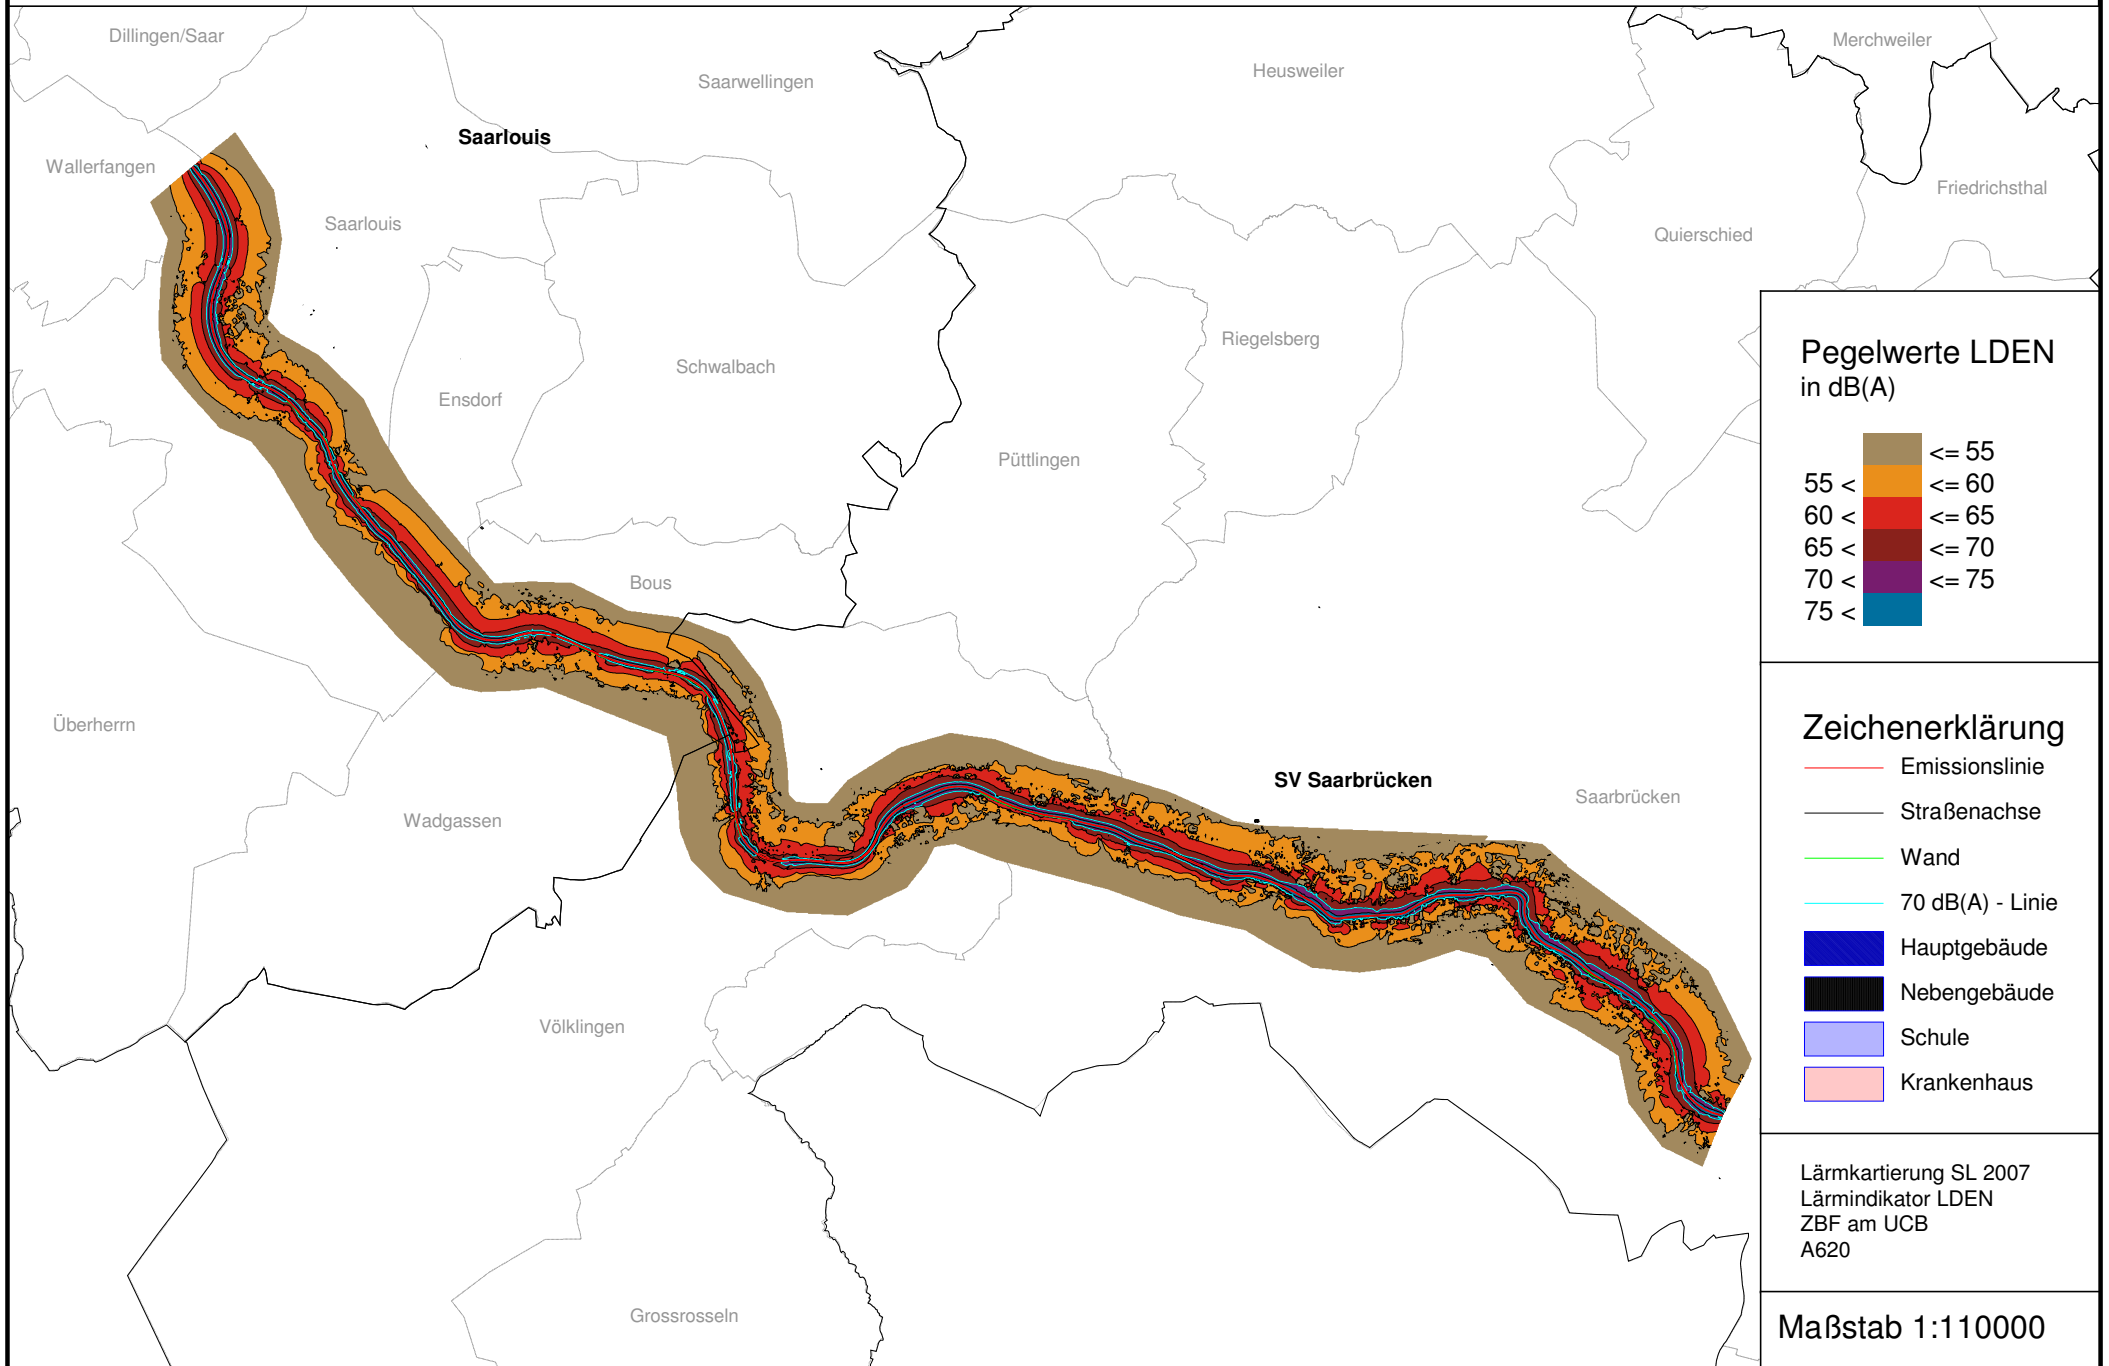 Dillingen/Saar
Merchweiler
Saarwellingen
Heusweiler
Saarlouis
Wallerfangen
Friedrichsthal
Saarlouis
Quierschied
Riegelsberg
Schwalbach
Ensdorf
Püttlingen
Bous
Überherrn
SV Saarbrücken
Saarbrücken
Wadgassen
Völklingen
Grossrosseln
Pegelwerte LDEN
in dB(A)
<= 55
55 < <= 60
60 < <= 65
65 < <= 70
70 < <= 75
75 <
Zeichenerklärung
Emissionslinie
Straßenachse
Wand
70 dB(A) - Linie
Hauptgebäude
Nebengebäude
Schule
Krankenhaus
Lärmkartierung SL 2007
Lärmindikator LDEN
ZBF am UCB
A620
Maßstab 1:110000